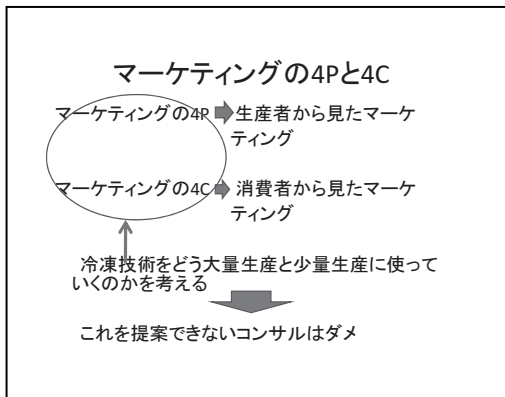 マーケティングの4Pと4C
マーケティングの4P 生産者から見たマーケ
ティング
マーケティングの4C 消費者から見たマーケ
ティング
冷凍技術をどう大量生産と少量生産に使って
いくのかを考える
これを提案できないコンサルはダメ